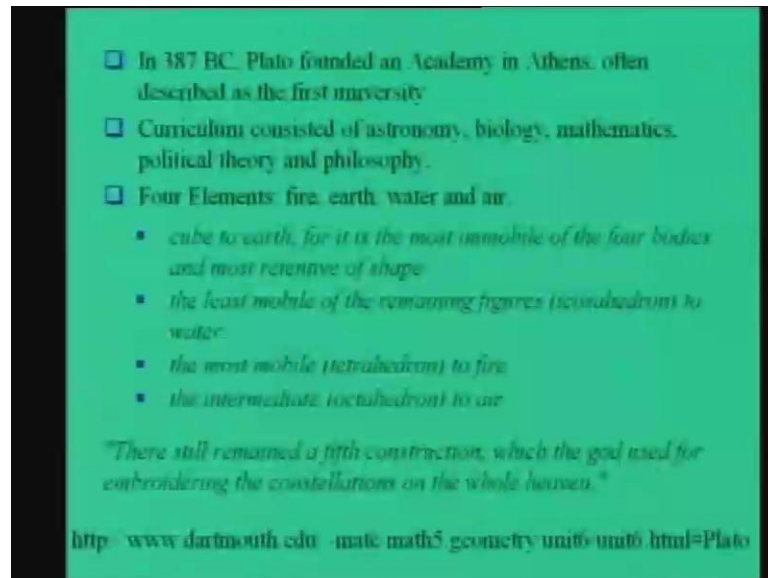 In 387 BC, Plato founded an Academy in Athens, often
described as the first university
Curriculum consisted of astronomy, biology, mathematics,
political theory and philosophy.
Four Elements: fire, earth, water and air.
cube to earth, for it is the most immobile of the four bodies
and most retentive of shape
the least mobile of the remaining figures (icosahedron) to
water
the most mobile (tetrahedron) to fire
the intermediate (octahedron) to air
"There still remained a fifth construction, which the god used for
embroidering the constellations on the whole heaven."
http www dartmouth edu ~matc math5 geometry unit6 unit6 html#Plato